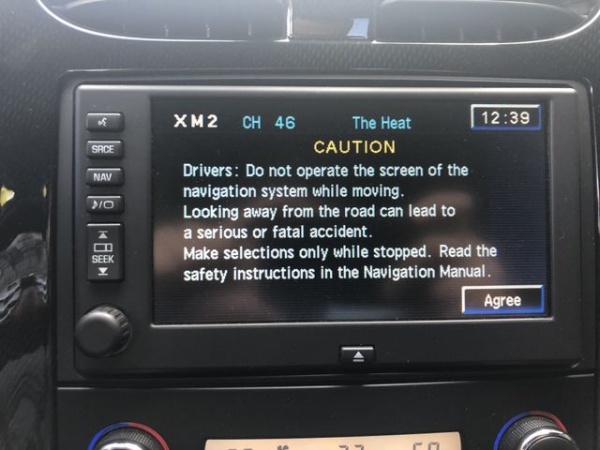 XM2 CH 46 The Heat 12:39
CAUTION
Drivers: Do not operate the screen of the
navigation system while moving.
Looking away from the road can lead to
a serious or fatal accident.
Make selections only while stopped. Read the
safety instructions in the Navigation Manual.
Agree
SRCE
NAV
SEEK